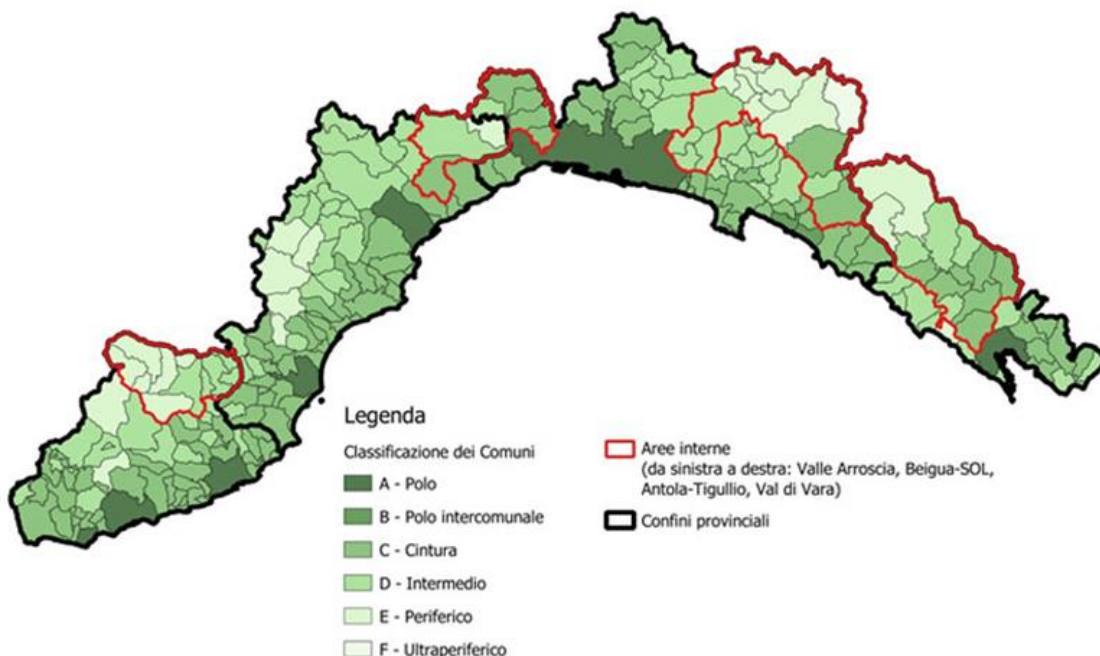 Legenda
Classificazione dei Comuni
A - Polo
B - Polo intercomunale
C - Cintura
D - Intermedio
E - Periferico
F - Ultraperiferico
Aree interne
(da sinistra a destra: Valle Arroscia, Beigua-SOL,
Antola-Tigullio, Val di Vara)
Confini provinciali